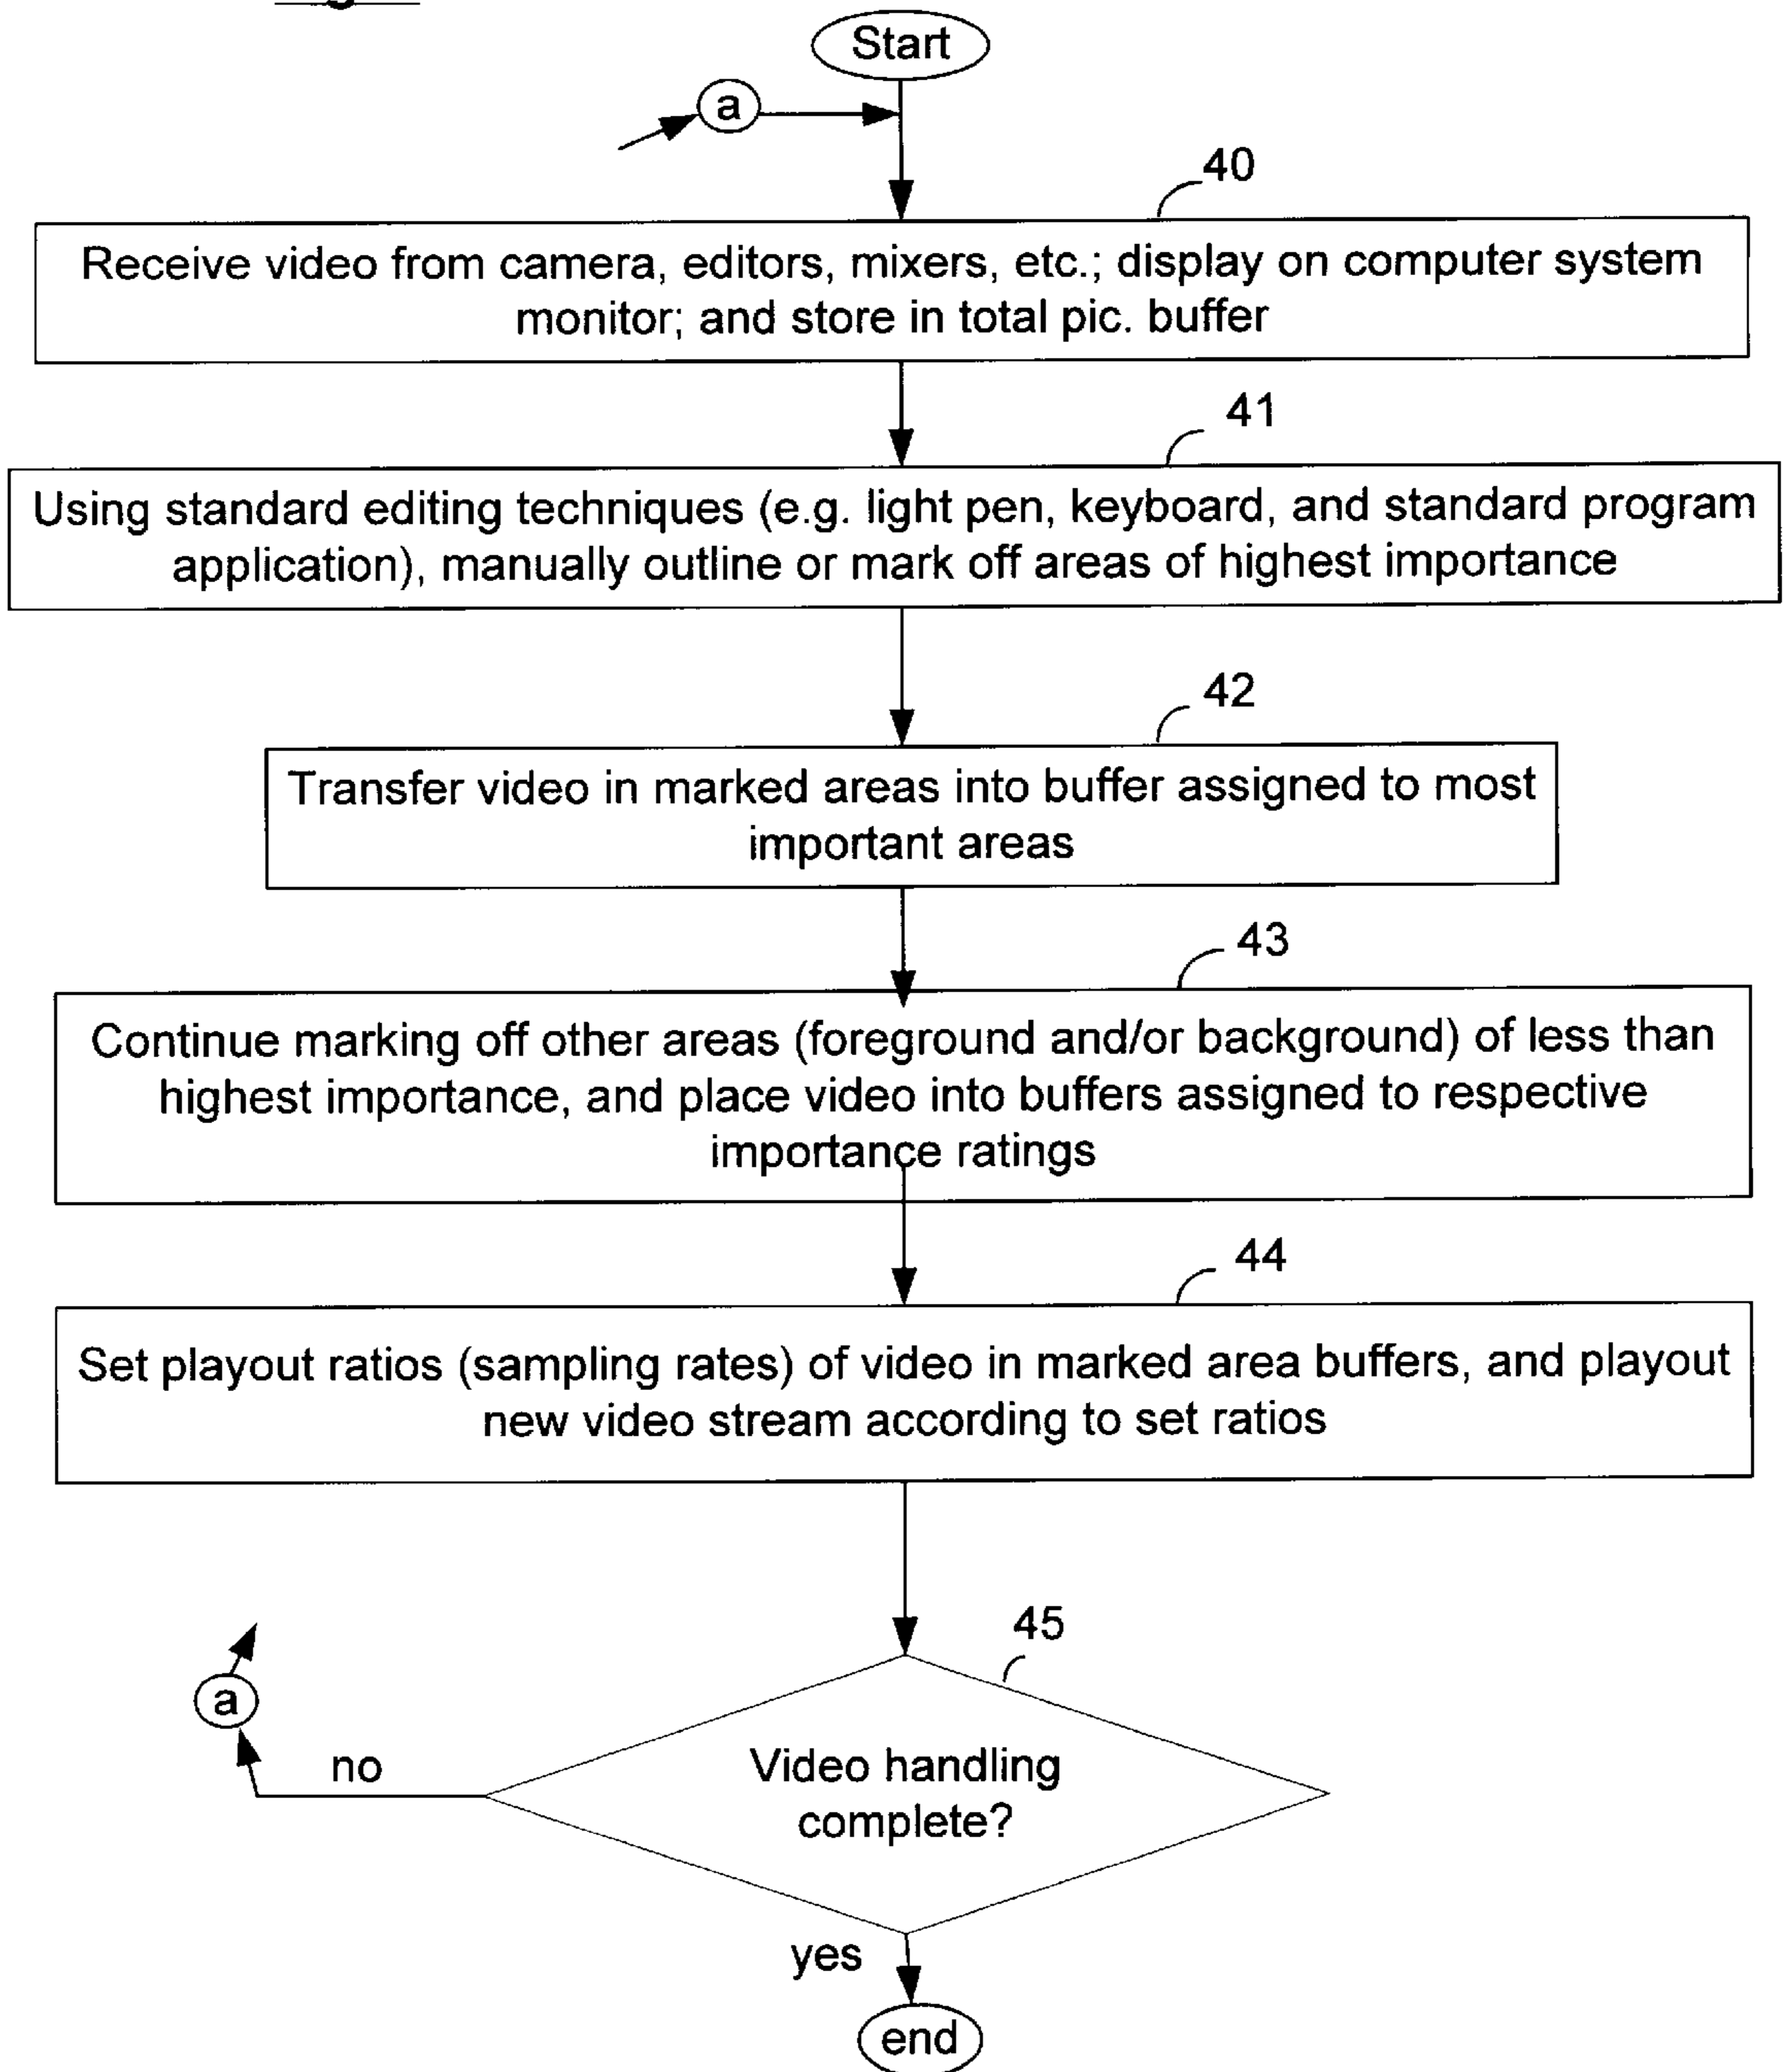 Start
a
40
Receive video from camera, editors, mixers, etc.; display on computer system
monitor; and store in total pic. buffer
41
Using standard editing techniques (e.g. light pen, keyboard, and standard program
application), manually outline or mark off areas of highest importance
42
Transfer video in marked areas into buffer assigned to most
important areas
43
Continue marking off other areas (foreground and/or background) of less than
highest importance, and place video into buffers assigned to respective
importance ratings
44
Set playout ratios (sampling rates) of video in marked area buffers, and playout
new video stream according to set ratios
45
a
no
Video handling
complete?
yes
end